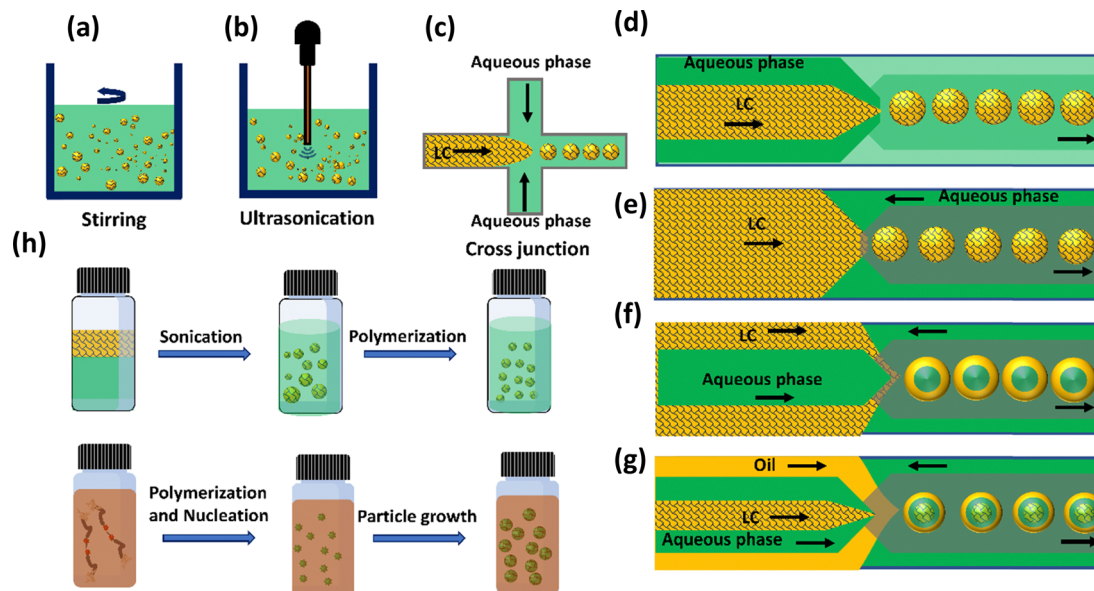 (a)
Stirring
(b)
Ultrasonication
(c)
Aqueous phase
LC
Aqueous phase
Cross junction
(d)
Aqueous phase
LC
(e)
LC
Aqueous phase
(f)
LC
Aqueous phase
(g)
Oil
LC
Aqueous phase
(h)
Sonication
Polymerization
Polymerization
and Nucleation
Particle growth